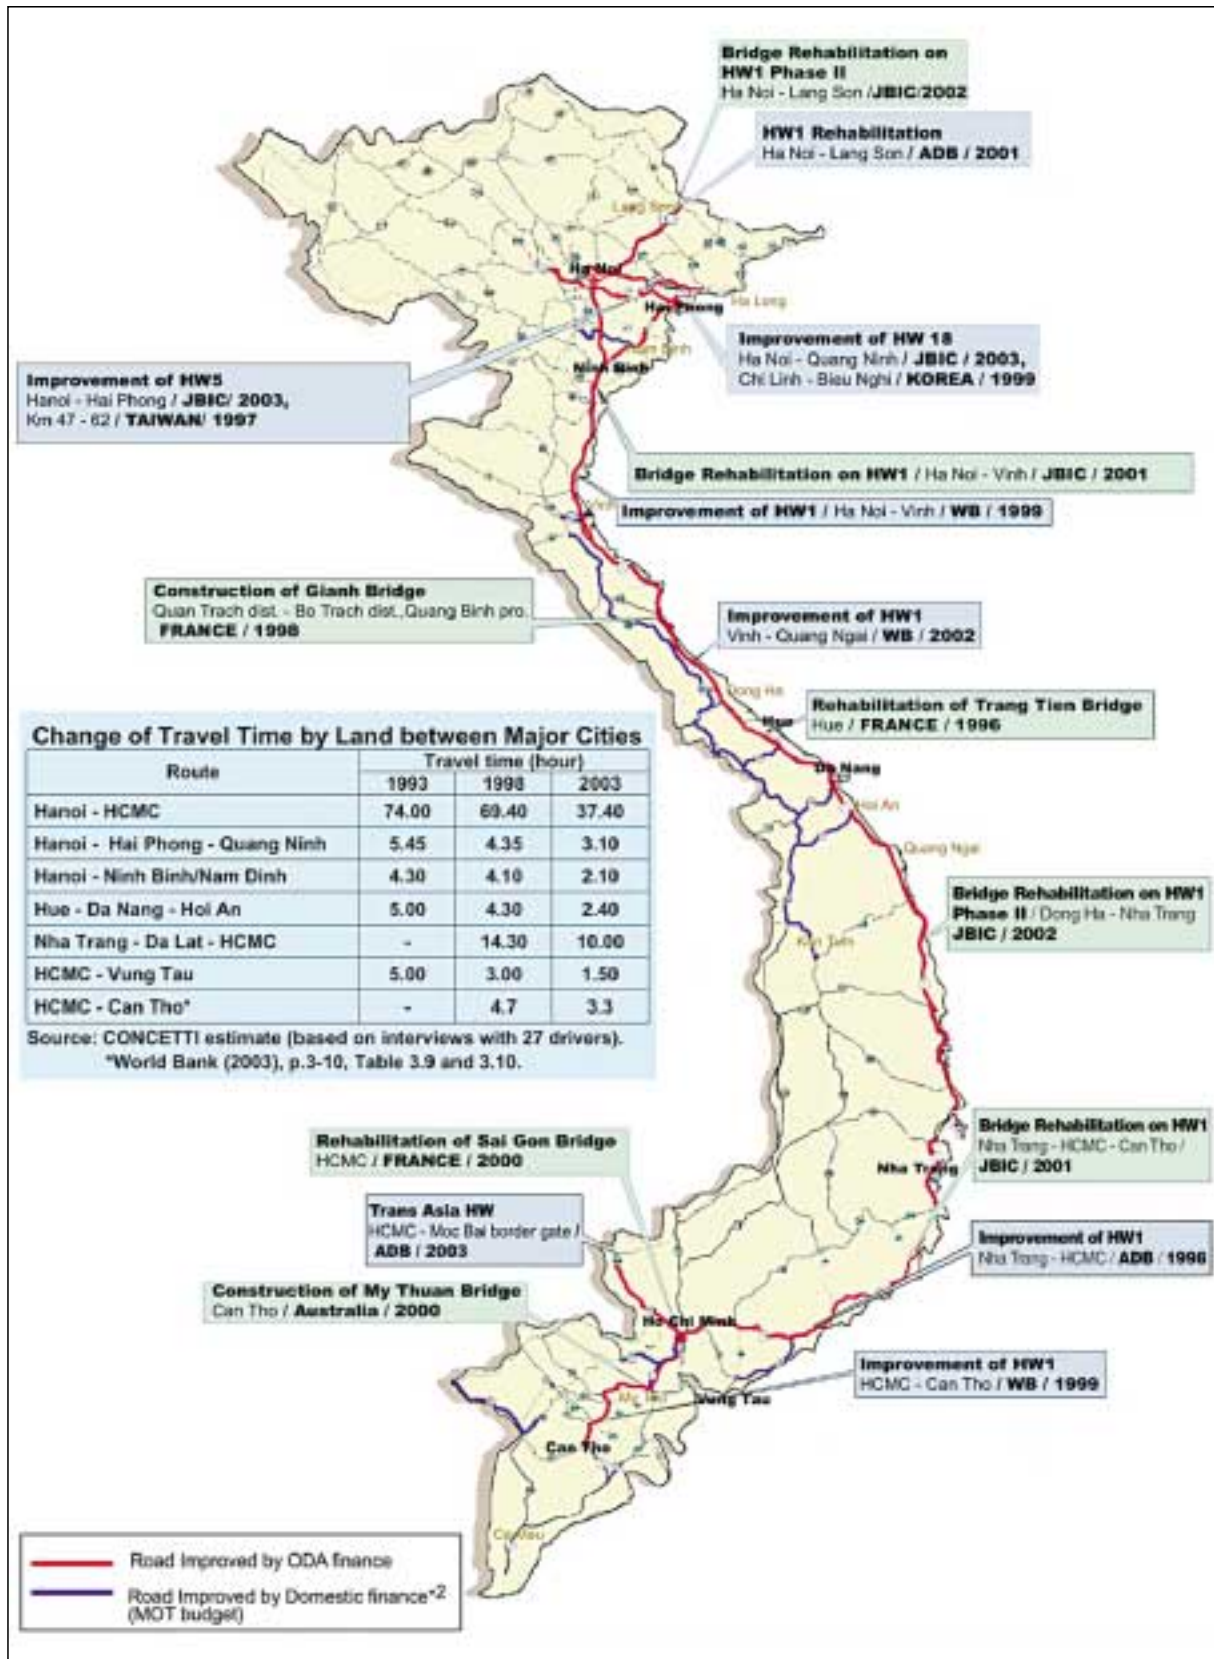 Bridge Rehabilitation on
HW1 Phase II
Ha Noi - Lang Son /JBIC/2002
HW1 Rehabilitation
Ha Noi - Lang Son / ADB / 2001
Lang Son
Ha Noi
Ha Long
Hai Phong
Improvement of HW 18
Ha Noi - Quang Ninh / JBIC / 2003,
Chi Linh - Bieu Nghi / KOREA / 1999
Ninh Binh
Improvement of HW5
Hanoi - Hai Phong / JBIC/ 2003,
Km 47 - 62 / TAIWAN/ 1997
Bridge Rehabilitation on HW1 / Ha Noi - Vinh / JBIC / 2001
Improvement of HW1 / Ha Noi - Vinh / WB / 1999
Construction of Gianh Bridge
Quan Trach dist. - Bo Trach dist.,Quang Binh pro.
FRANCE / 1998
Improvement of HW1
Vinh - Quang Ngai / WB / 2002
Dong Ha
Hue
Rehabilitation of Trang Tien Bridge
Hue / FRANCE / 1996
Da Nang
Hoi An
Quang Ngai
Change of Travel Time by Land between Major Cities
Route Travel time (hour)
1993 1998 2003
Hanoi - HCMC 74.00 69.40 37.40
Hanoi - Hai Phong - Quang Ninh 5.45 4.35 3.10
Hanoi - Ninh Binh/Nam Dinh 4.30 4.10 2.10
Hue - Da Nang - Hoi An 5.00 4.30 2.40
Nha Trang - Da Lat - HCMC - 14.30 10.00
HCMC - Vung Tau 5.00 3.00 1.50
HCMC - Can Tho* - 4.7 3.3
Source: CONCETTI estimate (based on interviews with 27 drivers).
*World Bank (2003), p.3-10, Table 3.9 and 3.10.
Bridge Rehabilitation on HW1
Phase II / Dong Ha - Nha Trang
JBIC / 2002
Kon Tum
Bridge Rehabilitation on HW1
Nha Trang - HCMC - Can Tho /
JBIC / 2001
Nha Trang
Rehabilitation of Sai Gon Bridge
HCMC / FRANCE / 2000
Trans Asia HW
HCMC - Moc Bai border gate /
ADB / 2003
Improvement of HW1
Nha Trang - HCMC / ADB / 1998
Construction of My Thuan Bridge
Can Tho / Australia / 2000
Ho Chi Minh
Improvement of HW1
HCMC - Can Tho / WB / 1999
Vung Tau
Can Tho
Ca Mau
Road Improved by ODA finance
Road Improved by Domestic finance*2
(MOT budget)